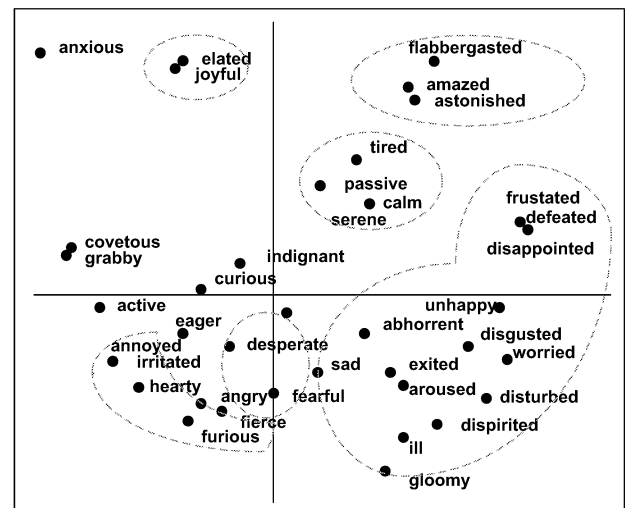 flabbergasted
anxious
elated
joyful
amazed
astonished
tired
passive
calm
serene
frustated
defeated
disappointed
covetous
grabby
indignant
curious
active
unhappy
eager
abhorrent
annoyed
desperate
disgusted
worried
irritated
sad
exited
hearty
aroused
angry
fearful
disturbed
fierce
dispirited
furious
ill
gloomy